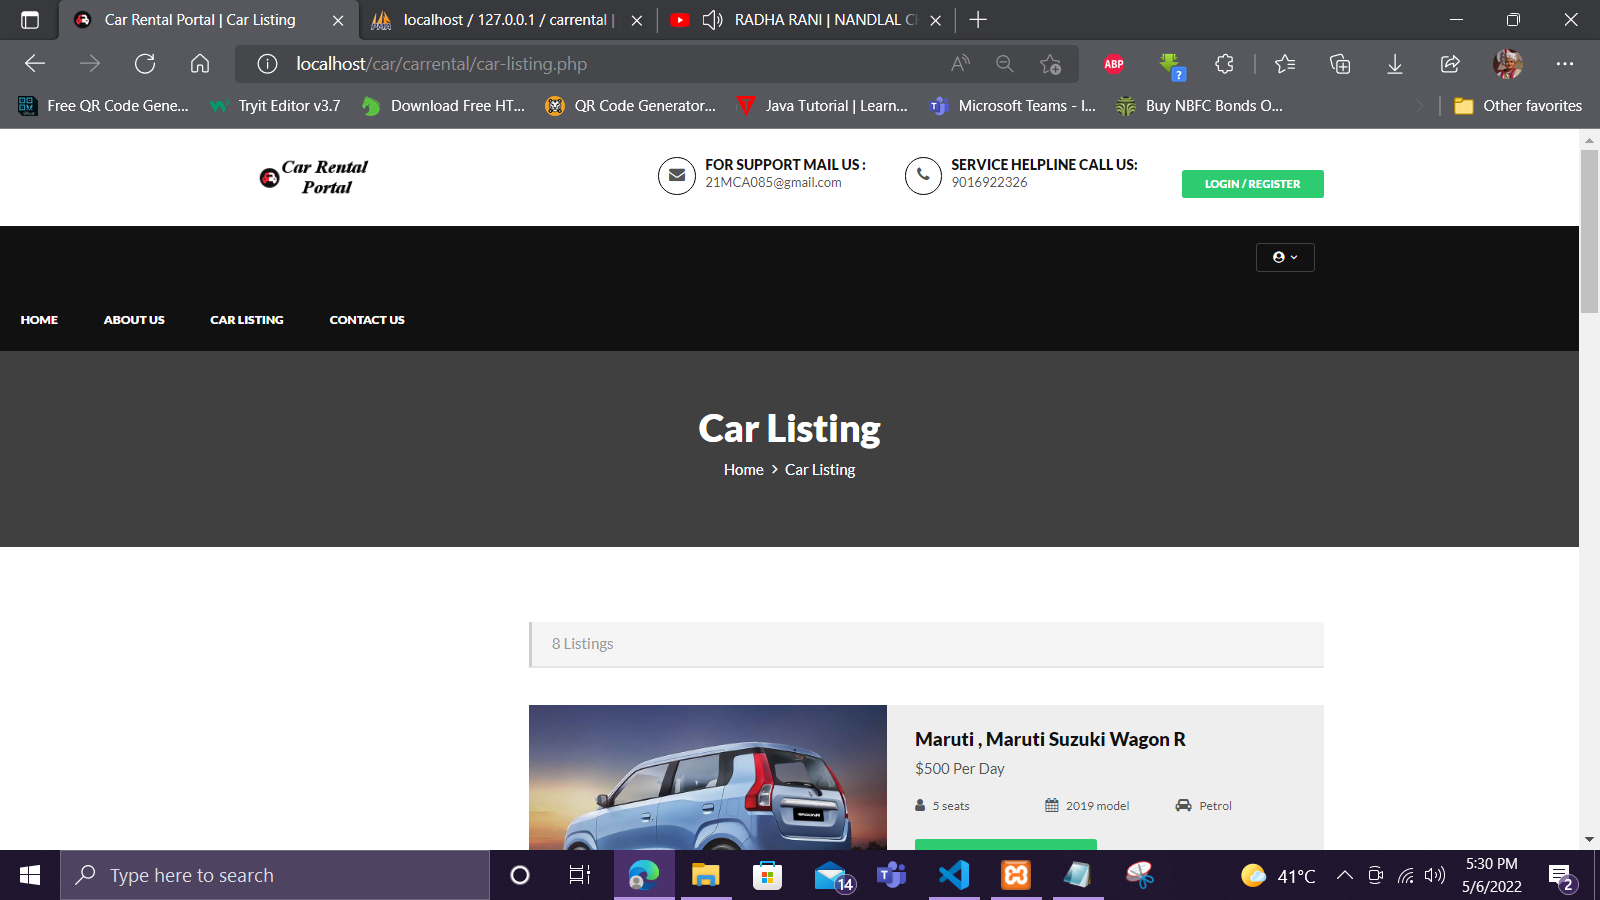 Car Rental Portal | Car Listing
localhost / 127.0.0.1 / carrental |
RADHA RANI | NANDLAL C
localhost/car/carrental/car-listing.php
ABP
?
Free QR Code Gene...
Tryit Editor v3.7
Download Free HT...
QR Code Generator...
Java Tutorial | Learn...
Microsoft Teams - I...
Buy NBFC Bonds O...
Other favorites
Car Rental
Portal
FOR SUPPORT MAIL US :
21MCA085@gmail.com
SERVICE HELPLINE CALL US:
9016922326
LOGIN / REGISTER
HOME
ABOUT US
CAR LISTING
CONTACT US
Car Listing
Home > Car Listing
8 Listings
Maruti , Maruti Suzuki Wagon R
$500 Per Day
5 seats
2019 model
Petrol
Type here to search
14
41°C
5:30 PM
5/6/2022
2